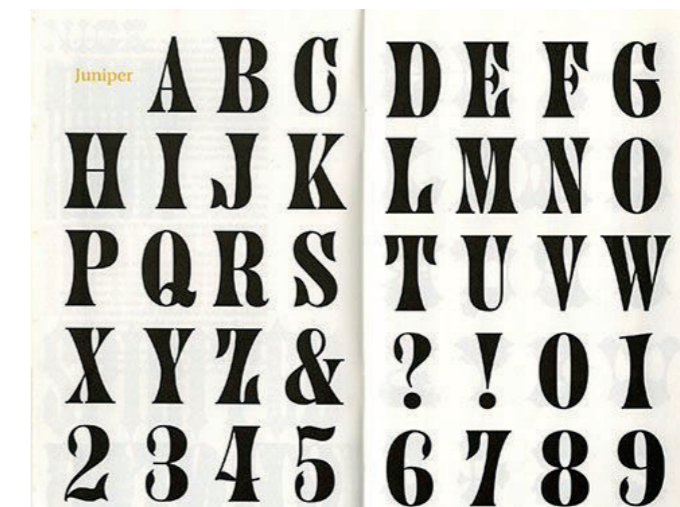 Juniper A B C D E F G
H I J K L M N O
P Q R S T U V W
X Y Z & ? ! 0 1
2 3 4 5 6 7 8 9